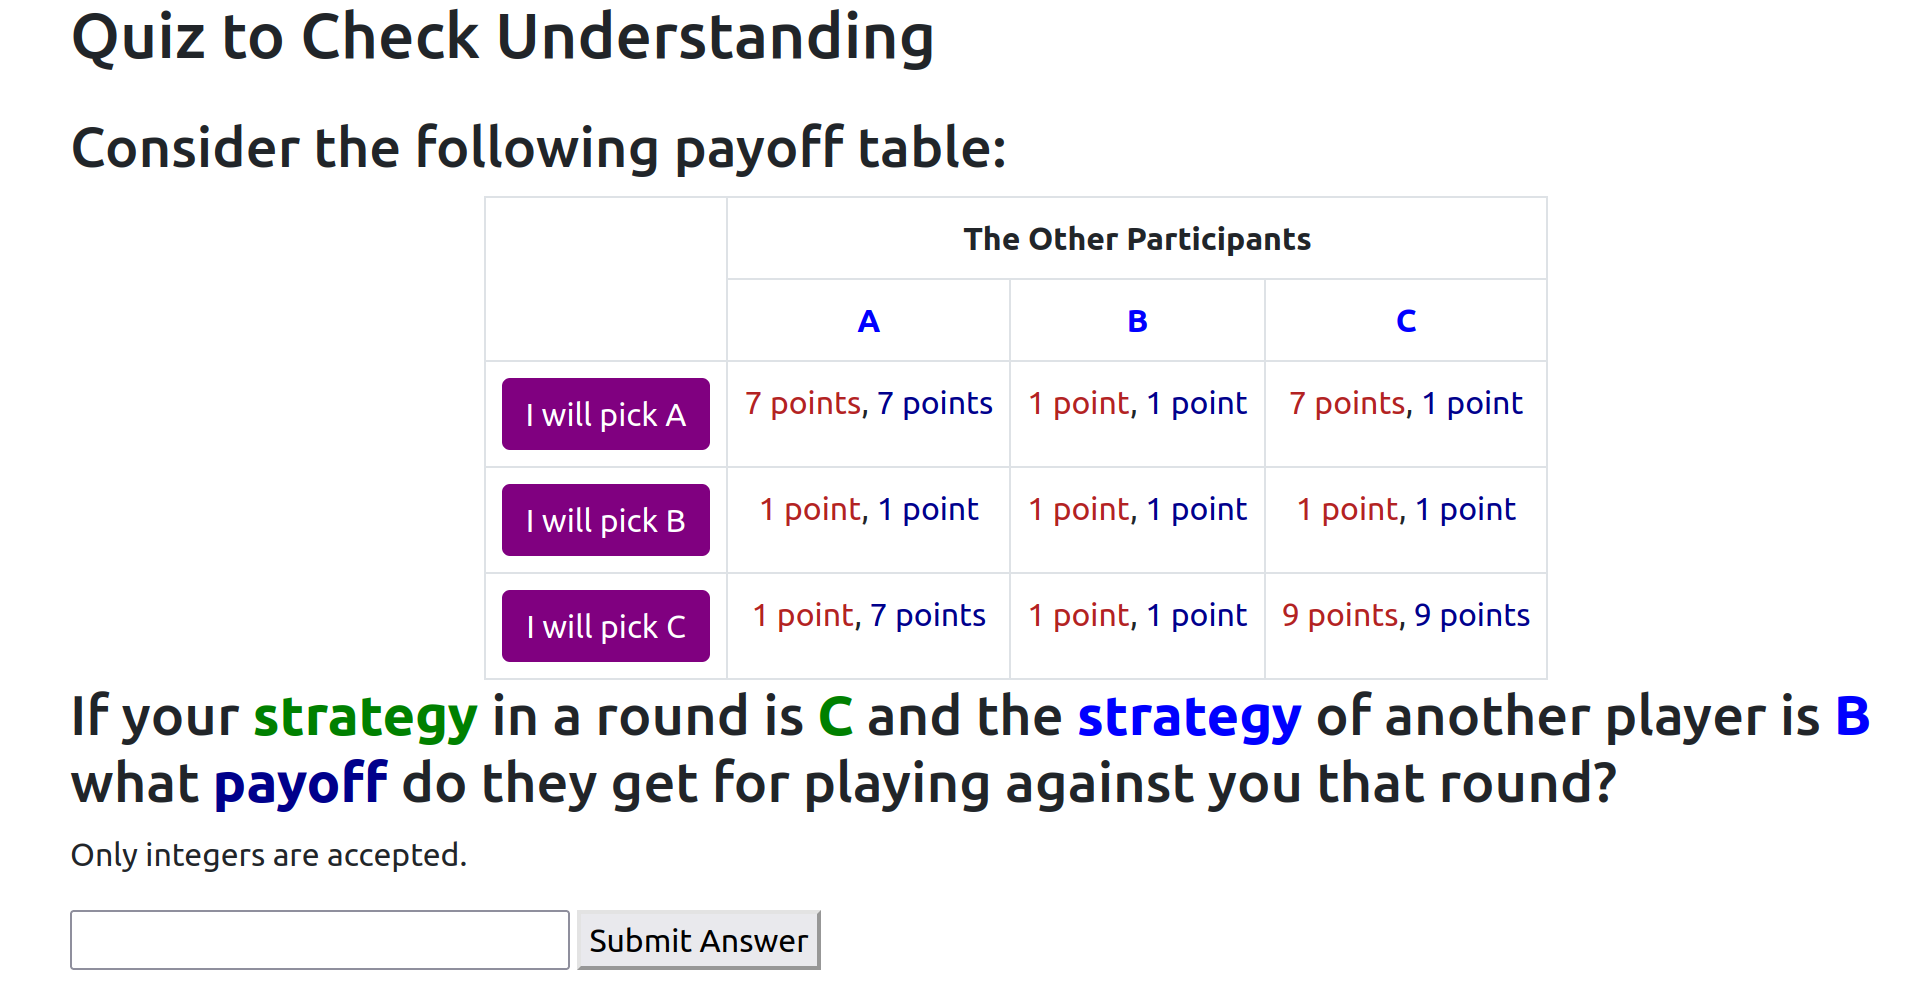 Quiz to Check Understanding
Consider the following payoff table:
The Other Participants
A B C
I will pick A 7 points, 7 points 1 point, 1 point 7 points, 1 point
I will pick B 1 point, 1 point 1 point, 1 point 1 point, 1 point
I will pick C 1 point, 7 points 1 point, 1 point 9 points, 9 points
If your strategy in a round is C and the strategy of another player is B
what payoff do they get for playing against you that round?
Only integers are accepted.
Submit Answer